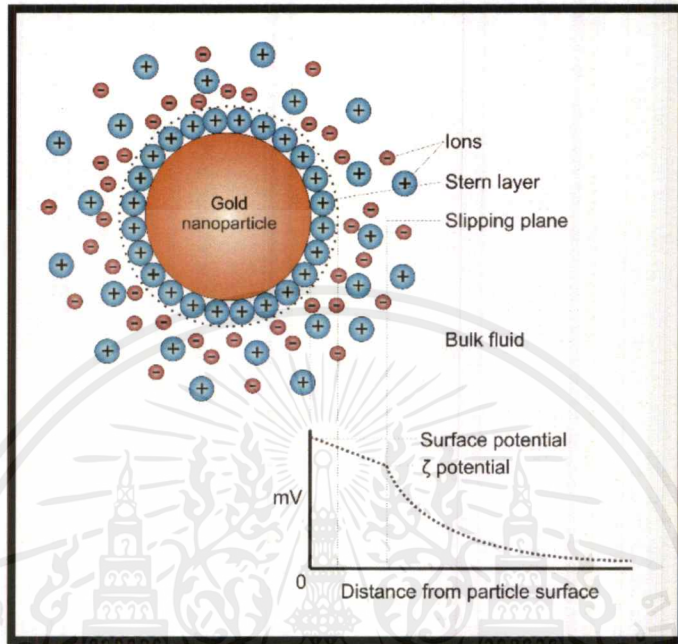 Ions
Stern layer
Slipping plane
Gold
nanoparticle
Bulk fluid
Surface potential
ζ potential
mV
0
Distance from particle surface